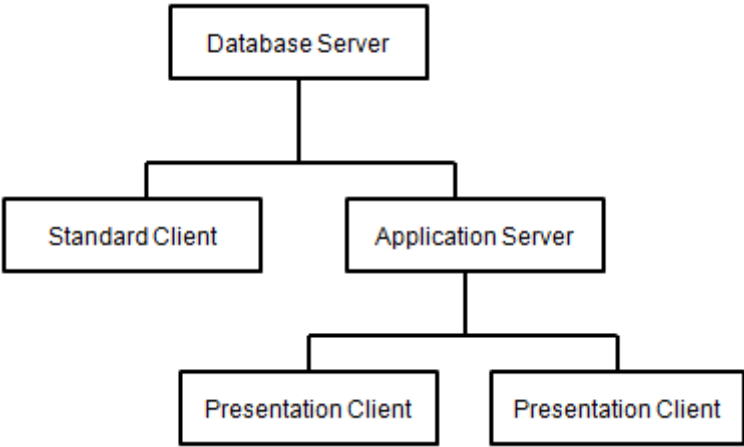 Database Server
Standard Client
Application Server
Presentation Client
Presentation Client